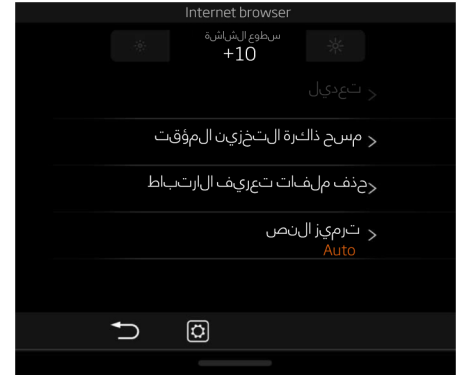 Internet browser
سطوع الشاشة
+10
تعديل
مسح ذاكرة التخزين المؤقت
حذف ملفات تعريف الارتباط
ترميز النص
Auto